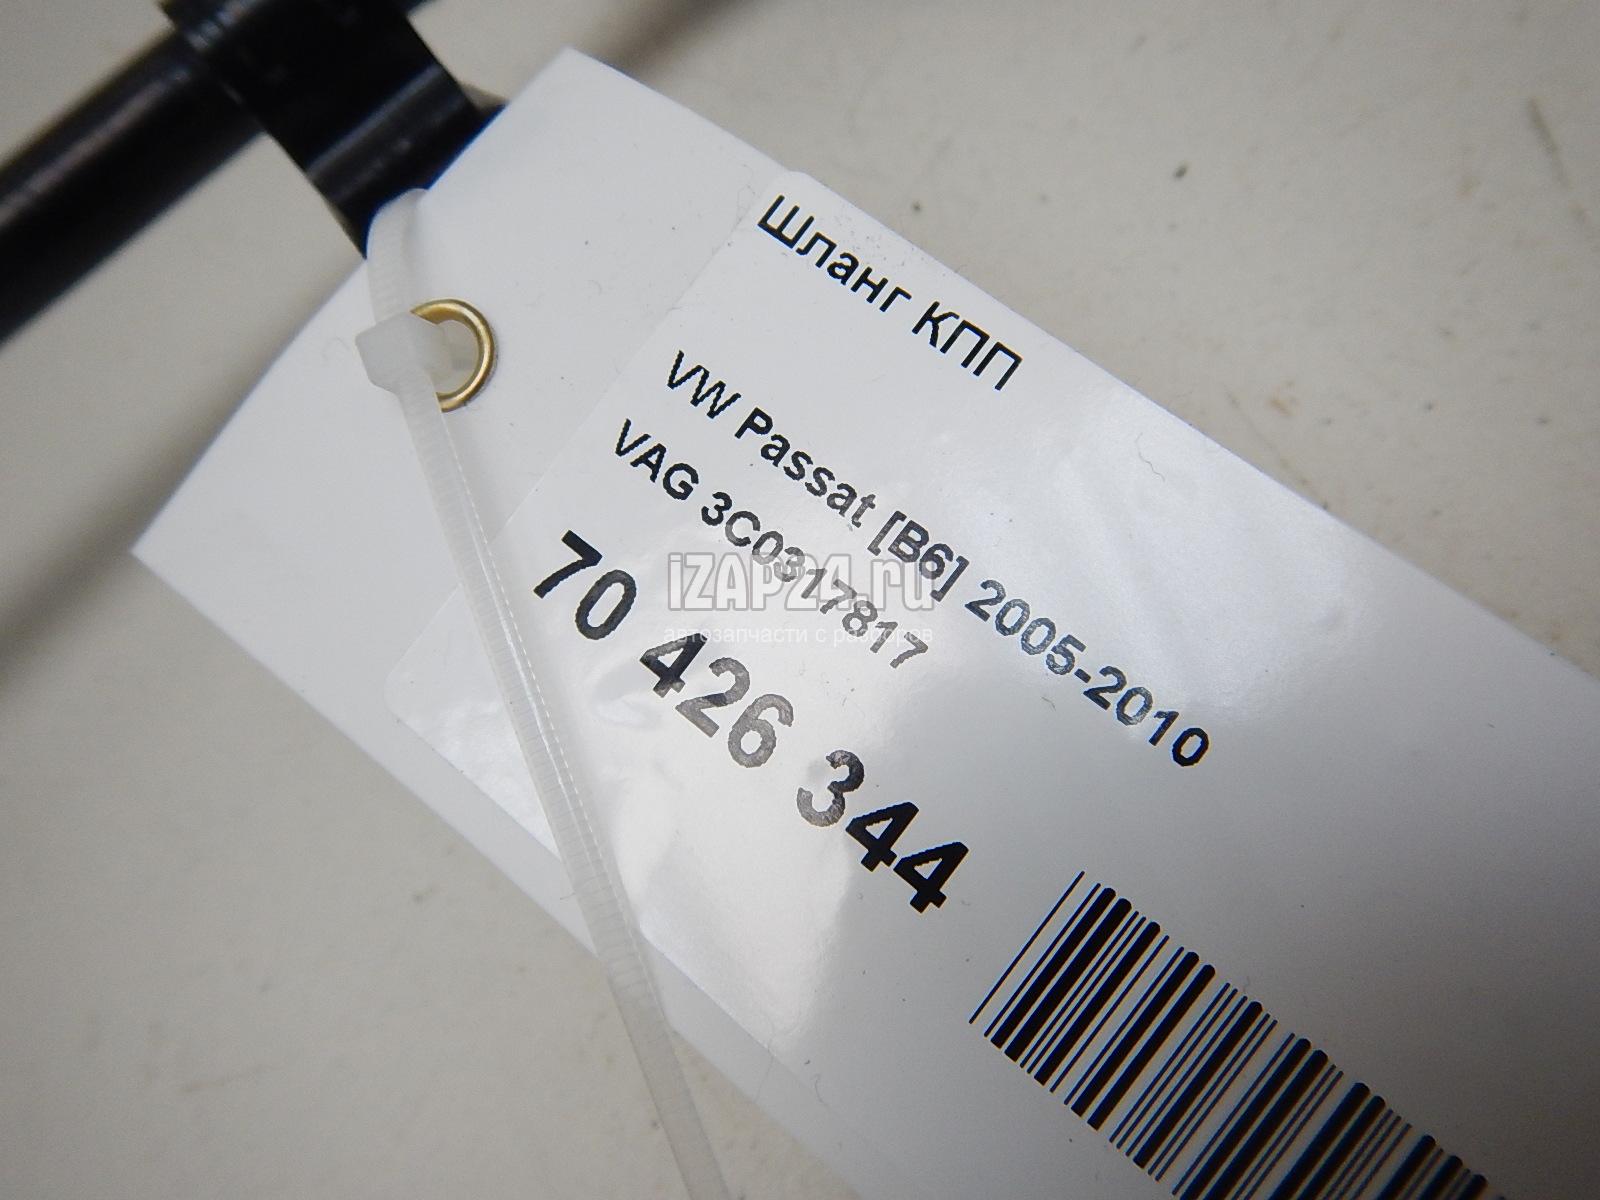 Шланг КПП
VW Passat [B6] 2005-2010
VAG 3C0317817
70 426 344
iZAP24.ru
автозапчасти с разборов